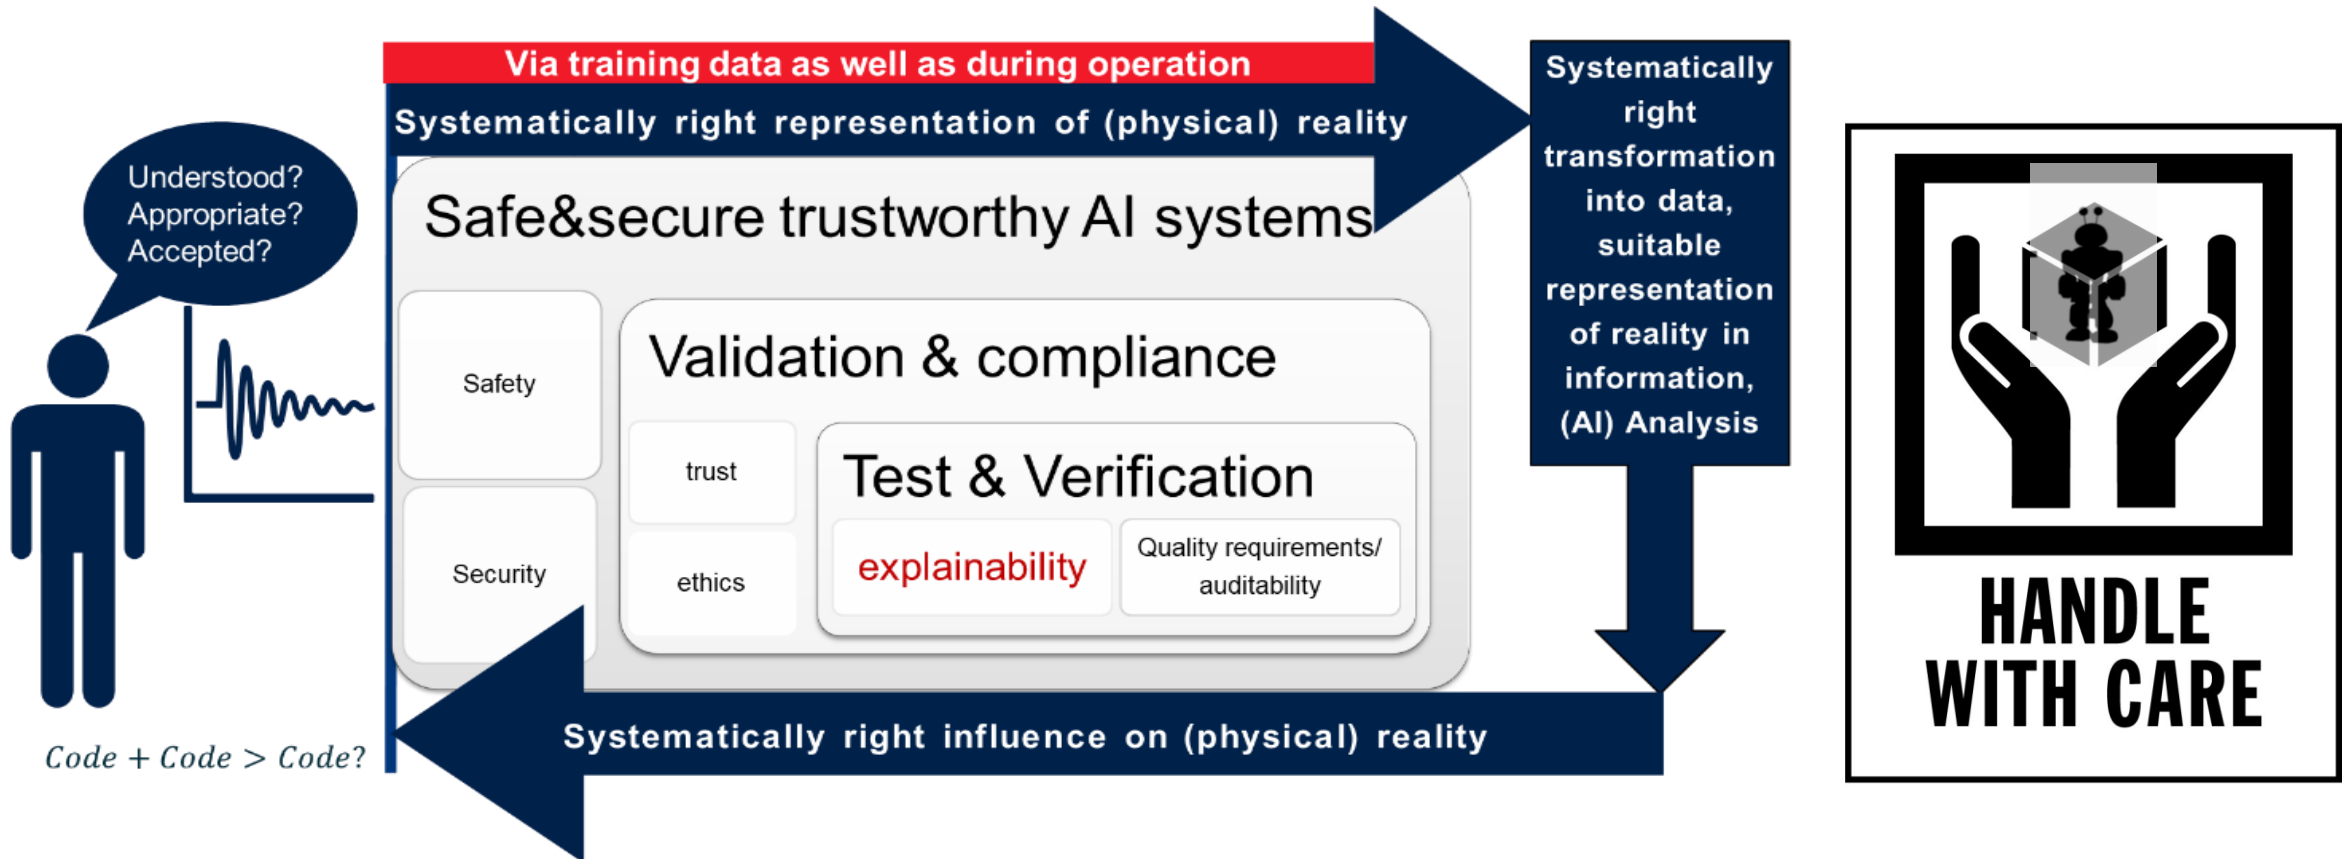 Via training data as well as during operation
Systematically right representation of (physical) reality
Understood?
Appropriate?
Accepted?
Safe&secure trustworthy AI systems
Safety
Security
Validation & compliance
trust
ethics
Test & Verification
explainability
Quality requirements/
auditability
Systematically
right
transformation
into data,
suitable
representation
of reality in
information,
(AI) Analysis
Systematically right influence on (physical) reality
Code + Code > Code?
HANDLE
WITH CARE